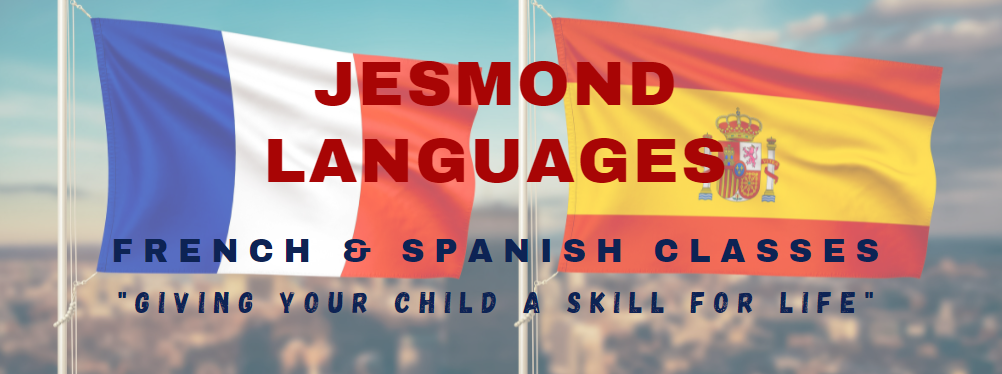 JESMOND
LANGUAGES
FRENCH & SPANISH CLASSES
"GIVING YOUR CHILD A SKILL FOR LIFE"